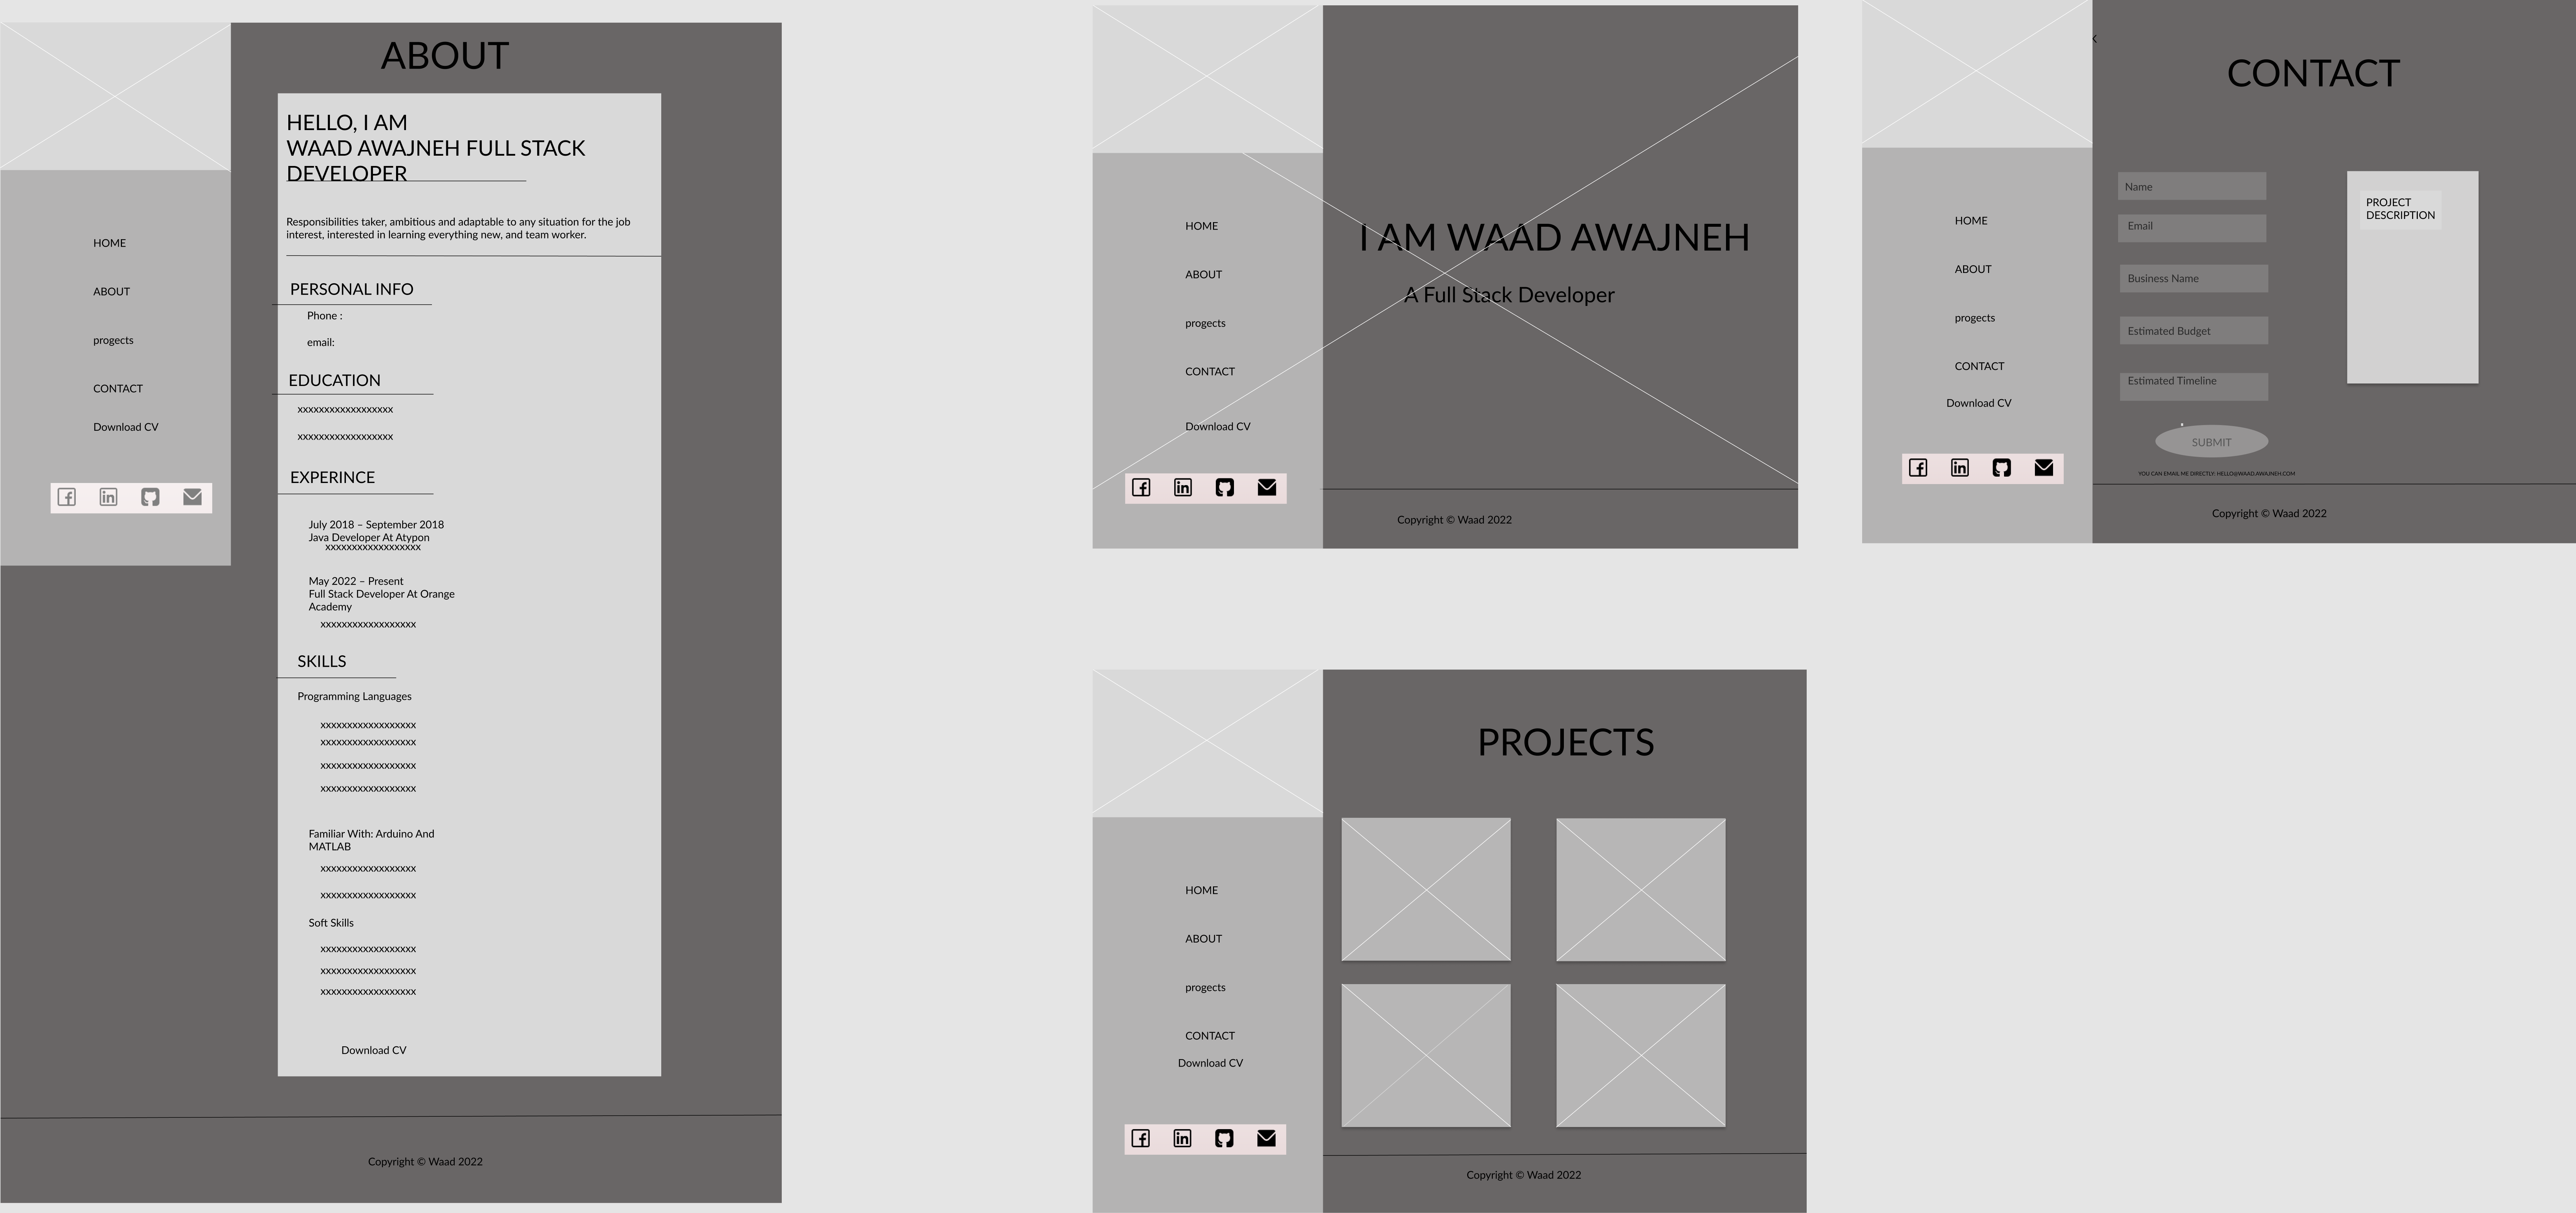 ABOUT
HOME
ABOUT
progects
CONTACT
Download CV
HELLO, I AM
WAAD AWAJNEH FULL STACK
DEVELOPER
Responsibilities taker, ambitious and adaptable to any situation for the job
interest, interested in learning everything new, and team worker.
PERSONAL INFO
Phone :
email:
EDUCATION
xxxxxxxxxxxxxxxxxx
xxxxxxxxxxxxxxxxxx
EXPERINCE
July 2018 – September 2018
Java Developer At Atypon
xxxxxxxxxxxxxxxxxx
May 2022 – Present
Full Stack Developer At Orange
Academy
xxxxxxxxxxxxxxxxxx
SKILLS
Programming Languages
xxxxxxxxxxxxxxxxxx
xxxxxxxxxxxxxxxxxx
xxxxxxxxxxxxxxxxxx
xxxxxxxxxxxxxxxxxx
Familiar With: Arduino And
MATLAB
xxxxxxxxxxxxxxxxxx
xxxxxxxxxxxxxxxxxx
Soft Skills
xxxxxxxxxxxxxxxxxx
xxxxxxxxxxxxxxxxxx
xxxxxxxxxxxxxxxxxx
Download CV
Copyright © Waad 2022
HOME
ABOUT
progects
CONTACT
Download CV
I AM WAAD AWAJNEH
A Full Stack Developer
Copyright © Waad 2022
HOME
ABOUT
progects
CONTACT
Download CV
CONTACT
Name
Email
Business Name
Estimated Budget
Estimated Timeline
PROJECT
DESCRIPTION
SUBMIT
YOU CAN EMAIL ME DIRECTLY: HELLO@WAAD.AWAJNEH.COM
Copyright © Waad 2022
HOME
ABOUT
progects
CONTACT
Download CV
PROJECTS
Copyright © Waad 2022